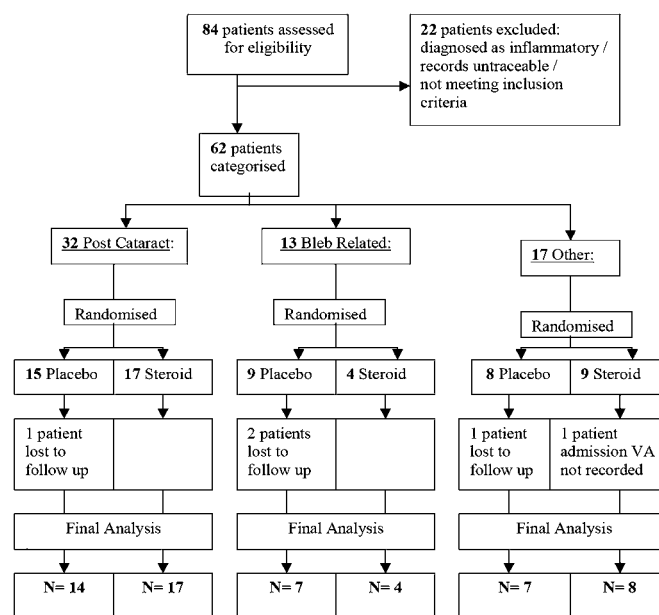 84 patients assessed
for eligibility
22 patients excluded:
diagnosed as inflammatory /
records untraceable /
not meeting inclusion
criteria
62 patients
categorised
32 Post Cataract:
13 Bleb Related:
17 Other:
Randomised
Randomised
Randomised
15 Placebo
17 Steroid
9 Placebo
4 Steroid
8 Placebo
9 Steroid
1 patient
lost to
follow up
2 patients
lost to
follow up
1 patient
lost to
follow up
1 patient
admission VA
not recorded
Final Analysis
Final Analysis
Final Analysis
N= 14
N= 17
N= 7
N= 4
N= 7
N= 8